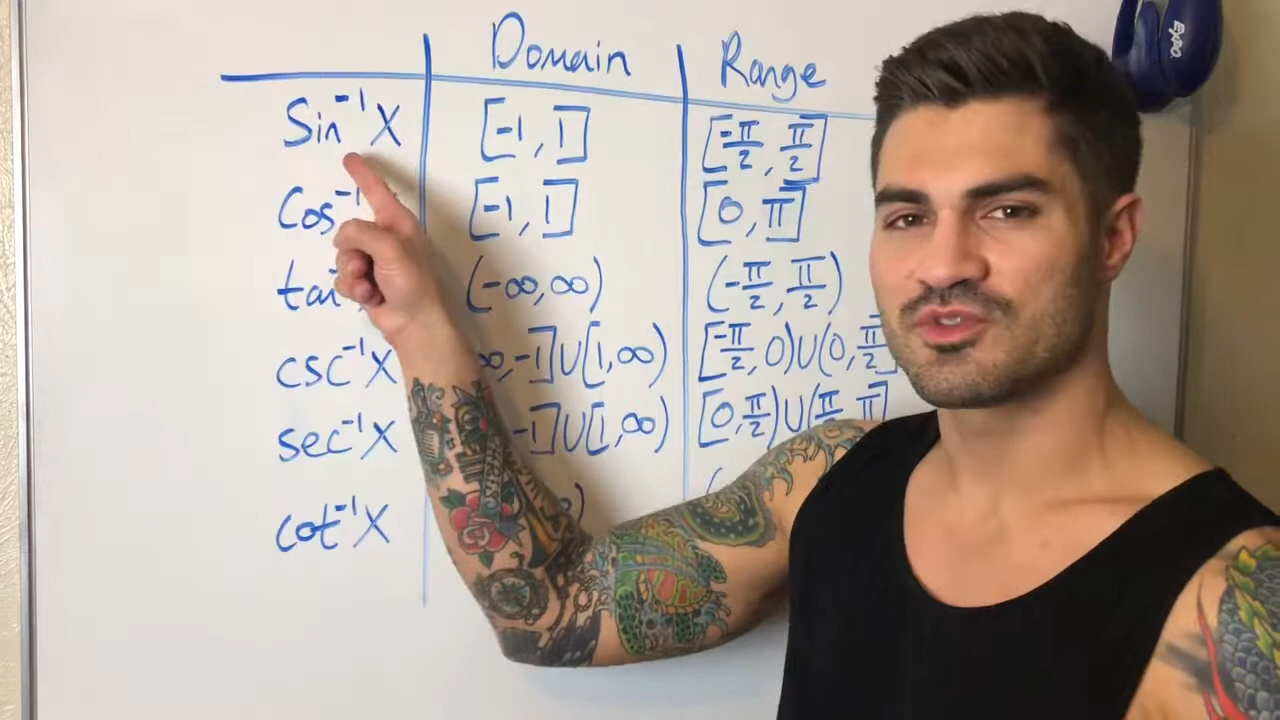 Domain Range
EXPO
Sin⁻¹X [-1, 1] [-π/2, π/2]
Cos⁻¹ [-1, 1] [0, π]
(-∞, ∞) (-π/2, π/2)
csc⁻¹X -1]U[1, ∞) [-π/2, 0)U(0, π/2]
sec⁻¹X -1]U[1, ∞) [0, π/2)U(π/2, π]
cot⁻¹X